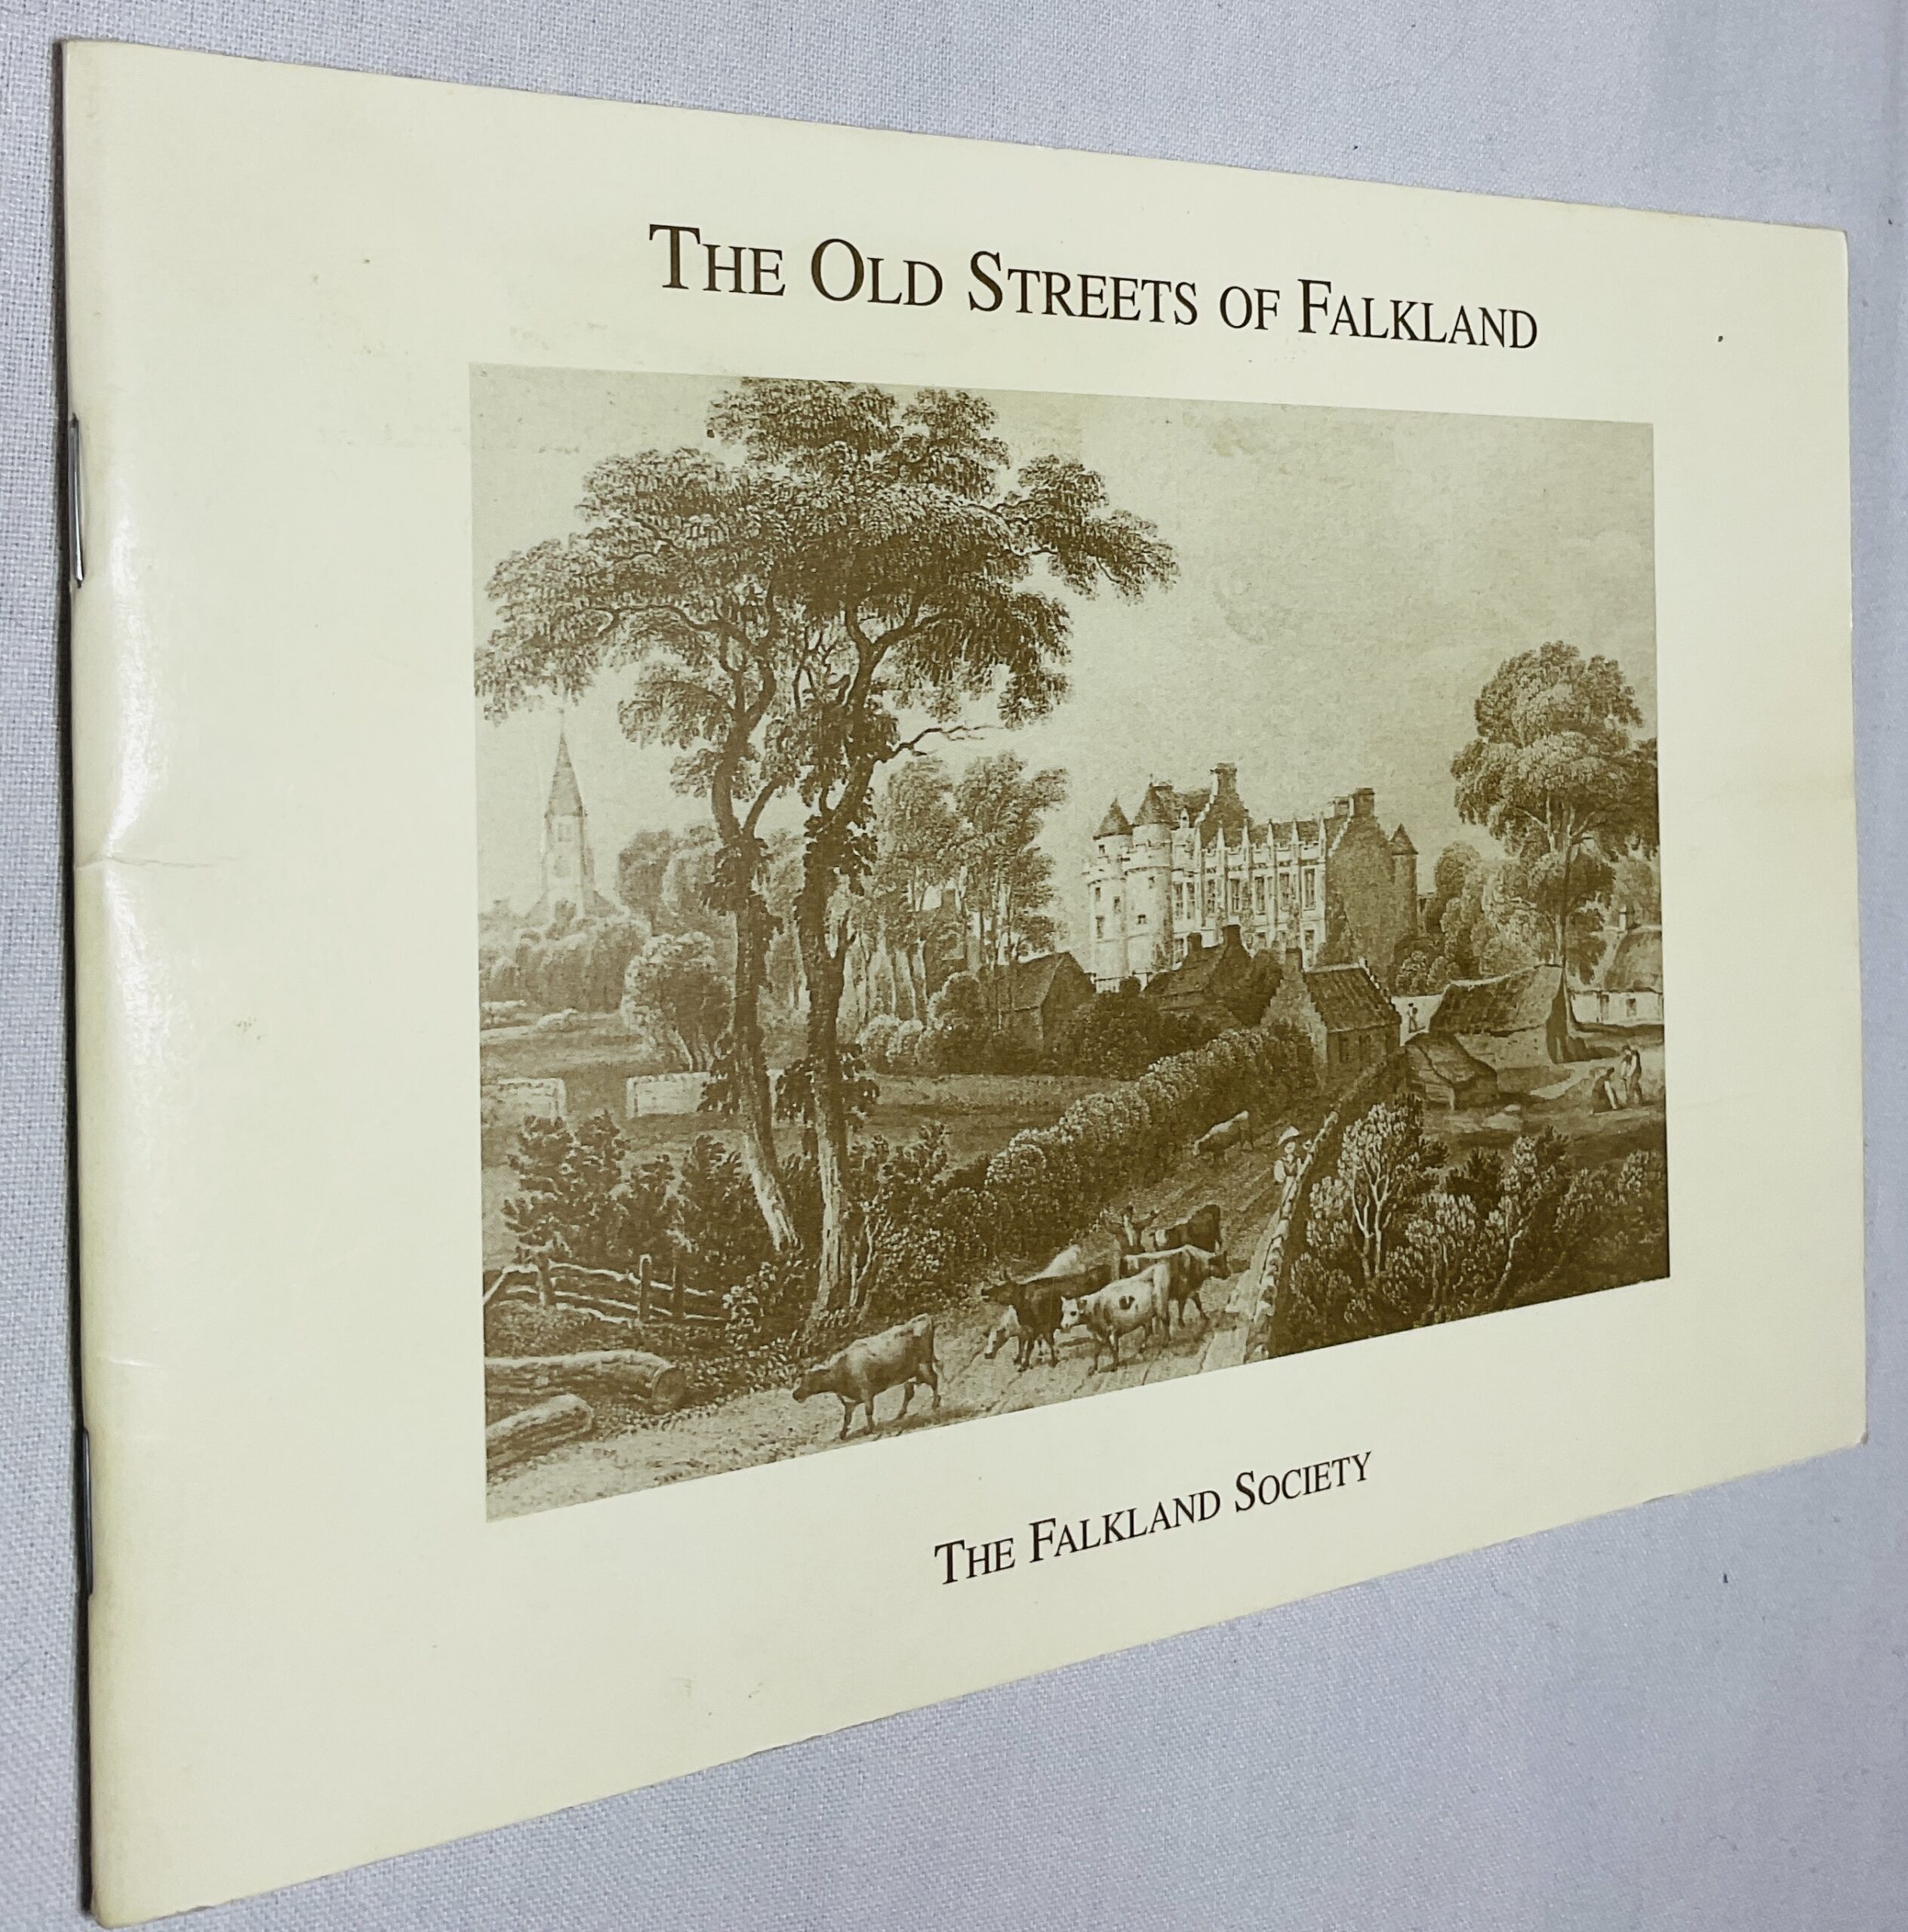 THE OLD STREETS OF FALKLAND
THE FALKLAND SOCIETY